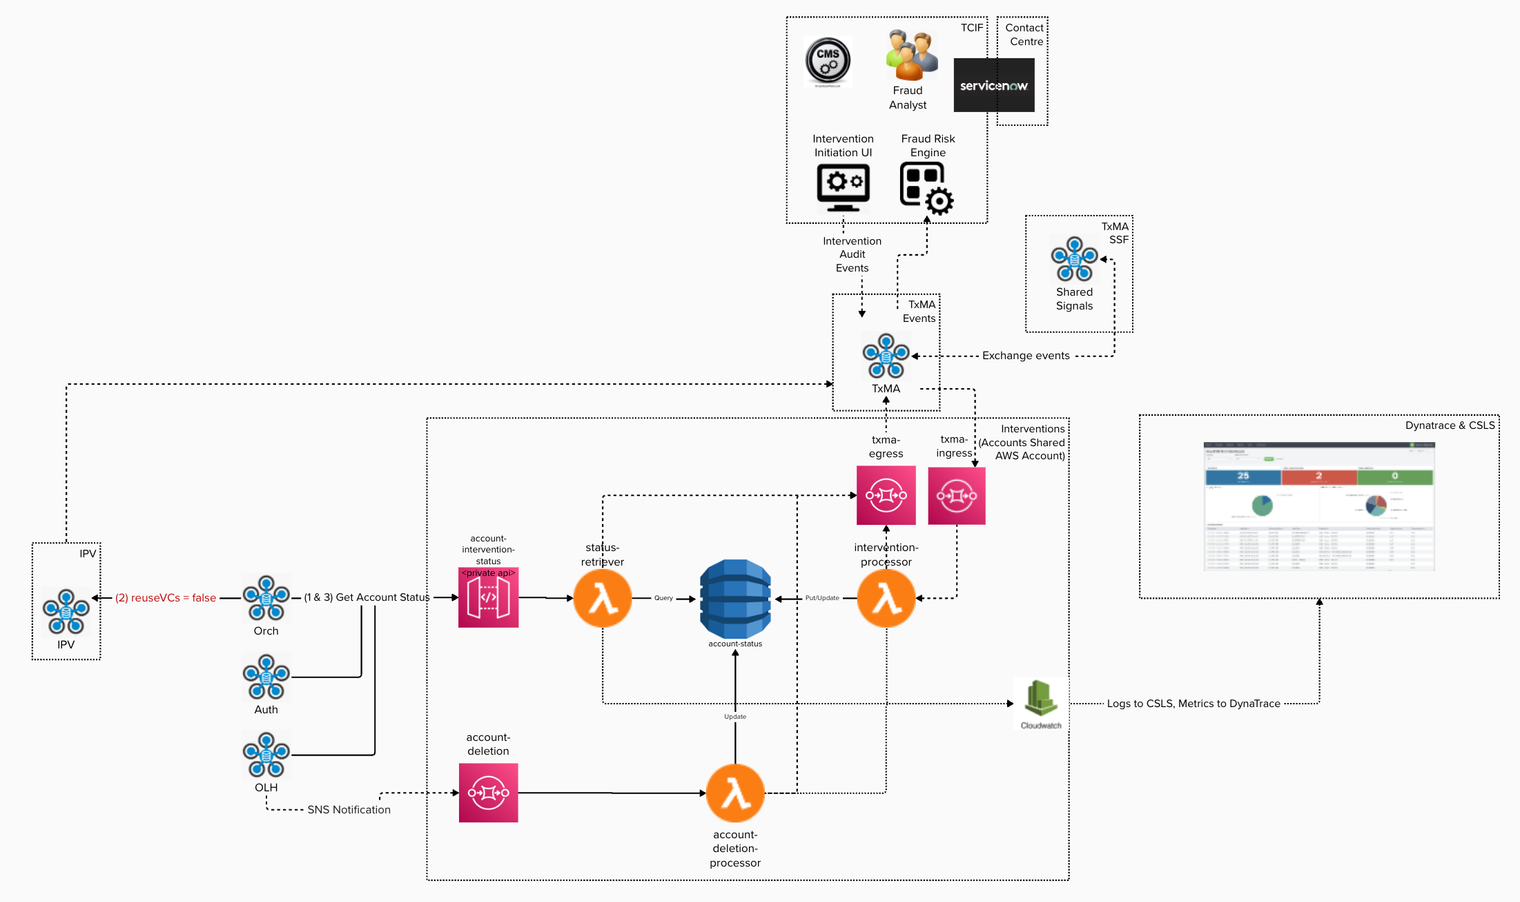 TCIF
Contact
Centre
CMS
Fraud
Analyst
servicenow
Intervention
Initiation UI
Fraud Risk
Engine
Intervention
Audit
Events
TxMA
SSF
Shared
Signals
TxMA
Events
Exchange events
TxMA
Interventions
(Accounts Shared
AWS Account)
txma-
egress
txma-
ingress
Dynatrace & CSLS
25
2
0
IPV
IPV
(2) reuseVCs = false
Orch
(1 & 3) Get Account Status
Auth
OLH
SNS Notification
account-
intervention-
status
<private api>
status-
retriever
Query
account-status
Put/Update
intervention-
processor
Update
Cloudwatch
Logs to CSLS, Metrics to DynaTrace
account-
deletion
account-
deletion-
processor